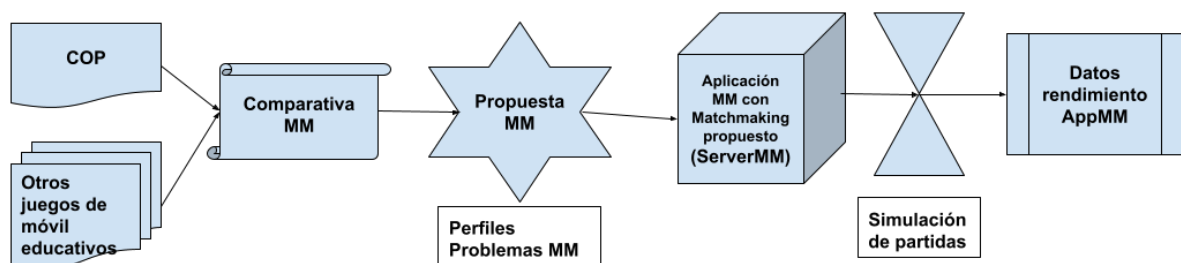 COP
Otros
juegos de
móvil
educativos
Comparativa
MM
Propuesta
MM
Perfiles
Problemas MM
Aplicación
MM con
Matchmaking
propuesto
(ServerMM)
Simulación
de partidas
Datos
rendimiento
AppMM